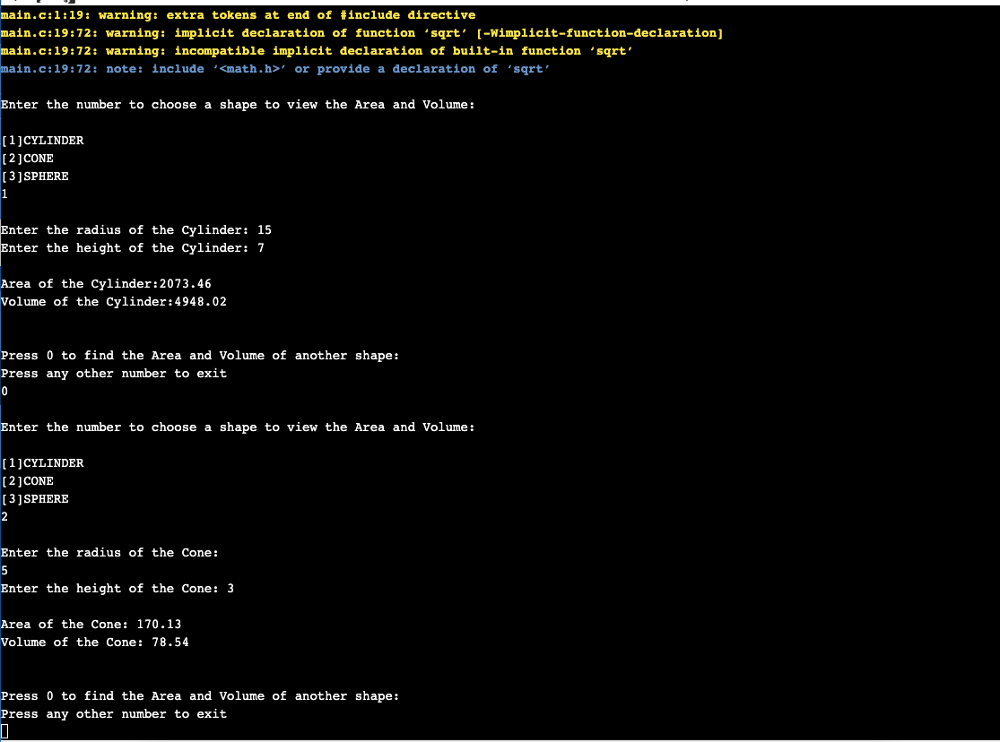 main.c:1:19: warning: extra tokens at end of #include directive
main.c:19:72: warning: implicit declaration of function ‘sqrt’ [-Wimplicit-function-declaration]
main.c:19:72: warning: incompatible implicit declaration of built-in function ‘sqrt’
main.c:19:72: note: include ‘<math.h>’ or provide a declaration of ‘sqrt’
Enter the number to choose a shape to view the Area and Volume:
[1]CYLINDER
[2]CONE
[3]SPHERE
1
Enter the radius of the Cylinder: 15
Enter the height of the Cylinder: 7
Area of the Cylinder:2073.46
Volume of the Cylinder:4948.02
Press 0 to find the Area and Volume of another shape:
Press any other number to exit
0
Enter the number to choose a shape to view the Area and Volume:
[1]CYLINDER
[2]CONE
[3]SPHERE
2
Enter the radius of the Cone:
5
Enter the height of the Cone: 3
Area of the Cone: 170.13
Volume of the Cone: 78.54
Press 0 to find the Area and Volume of another shape:
Press any other number to exit